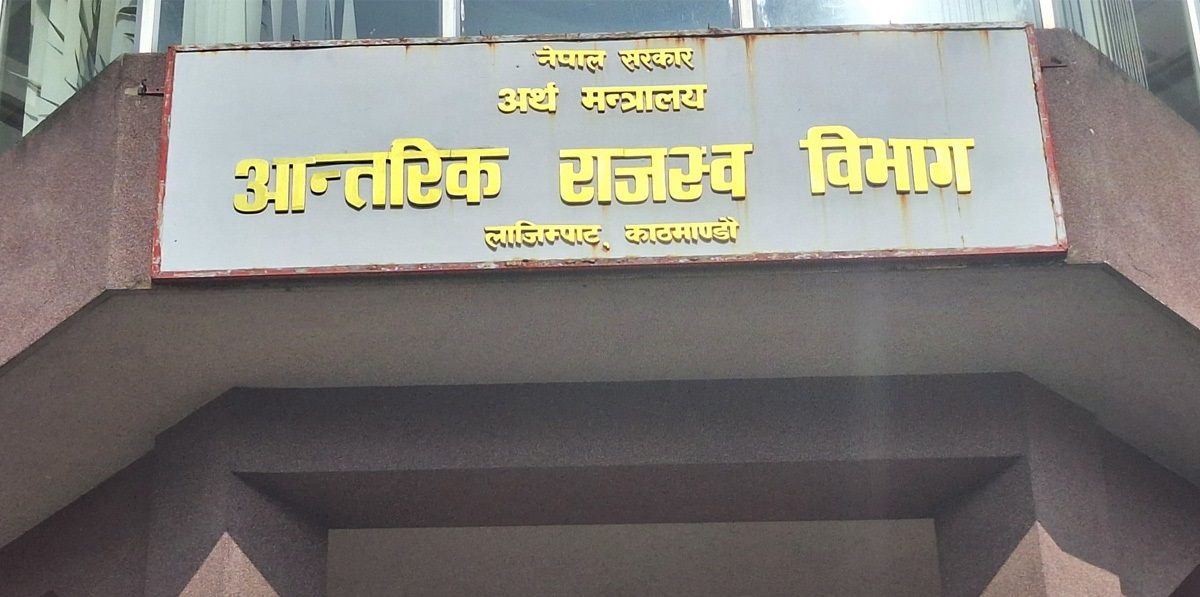 नेपाल सरकार
अर्थ मन्त्रालय
आन्तरिक राजस्व विभाग
लाजिम्पाट, काठमाण्डौ